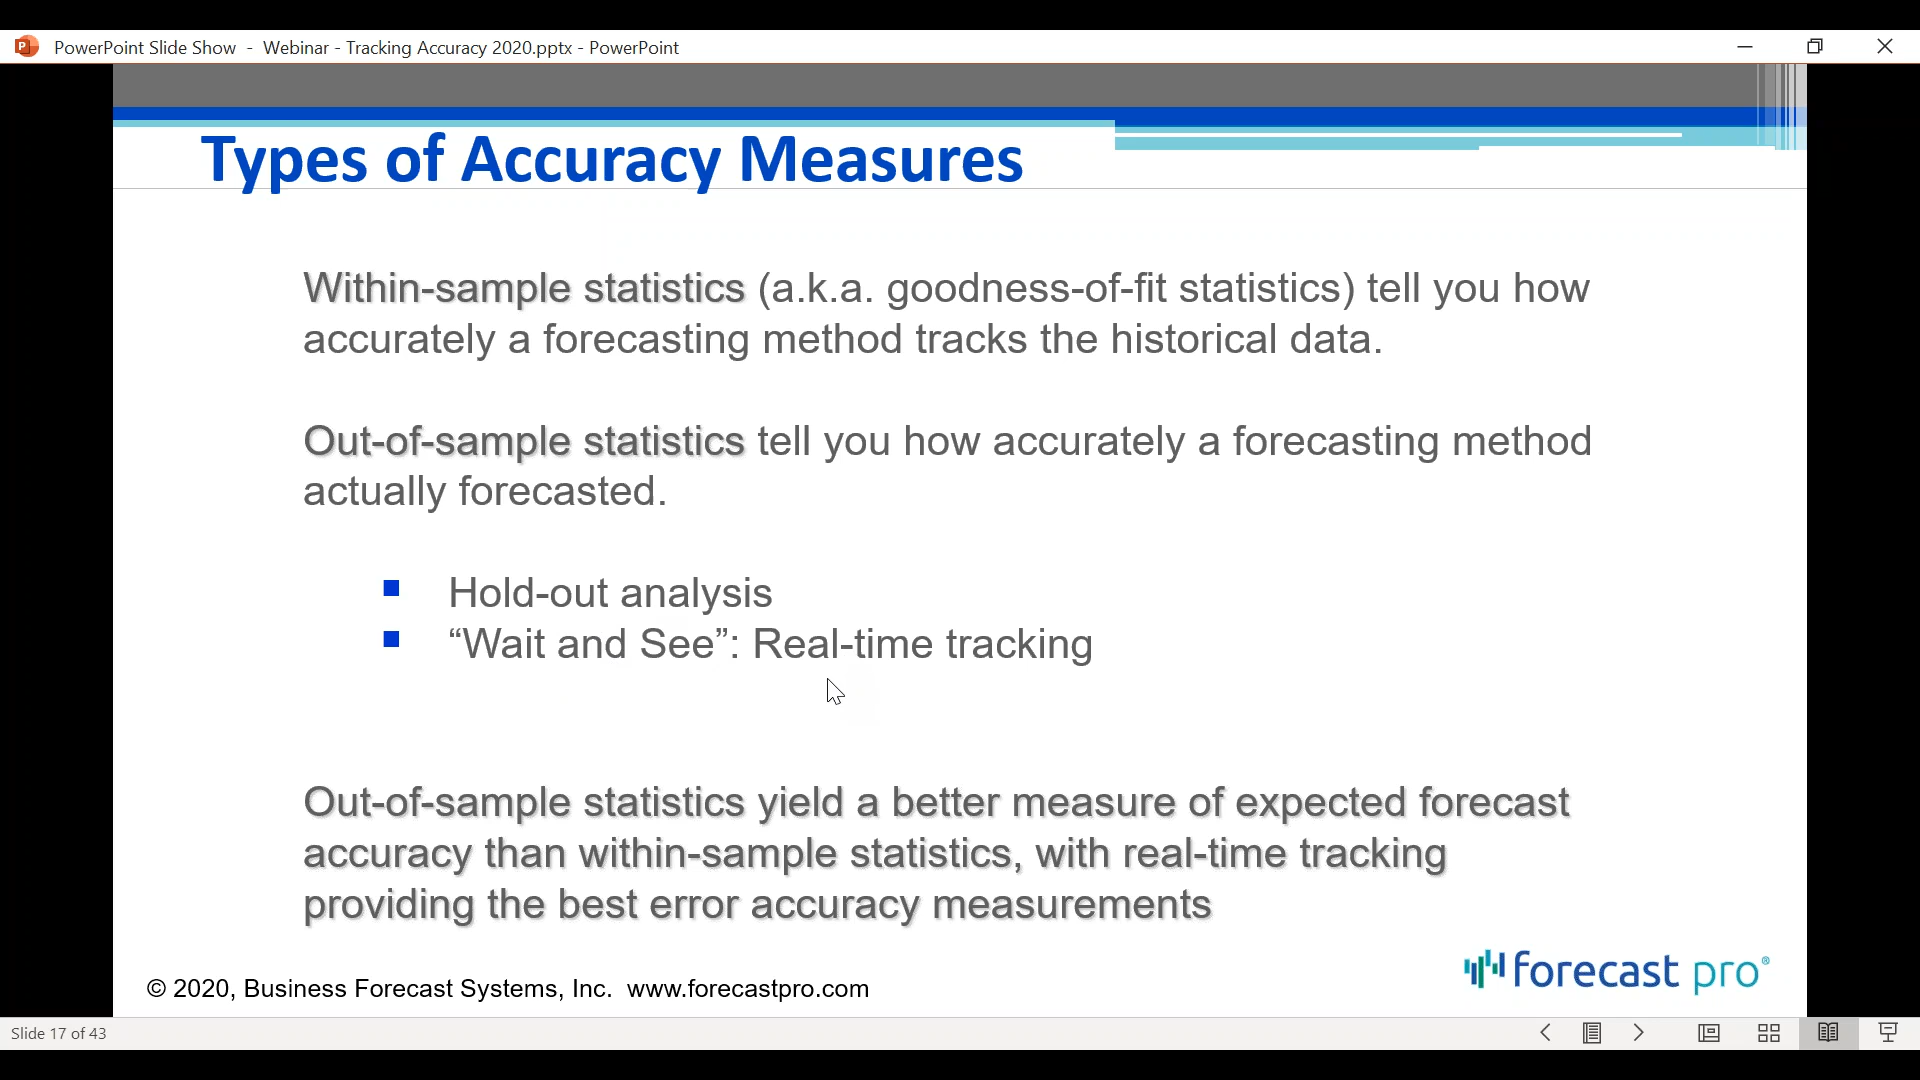 PowerPoint Slide Show - Webinar - Tracking Accuracy 2020.pptx - PowerPoint
Types of Accuracy Measures
Within-sample statistics (a.k.a. goodness-of-fit statistics) tell you how
accurately a forecasting method tracks the historical data.
Out-of-sample statistics tell you how accurately a forecasting method
actually forecasted.
Hold-out analysis
“Wait and See”: Real-time tracking
Out-of-sample statistics yield a better measure of expected forecast
accuracy than within-sample statistics, with real-time tracking
providing the best error accuracy measurements
© 2020, Business Forecast Systems, Inc. www.forecastpro.com
forecast pro®
Slide 17 of 43